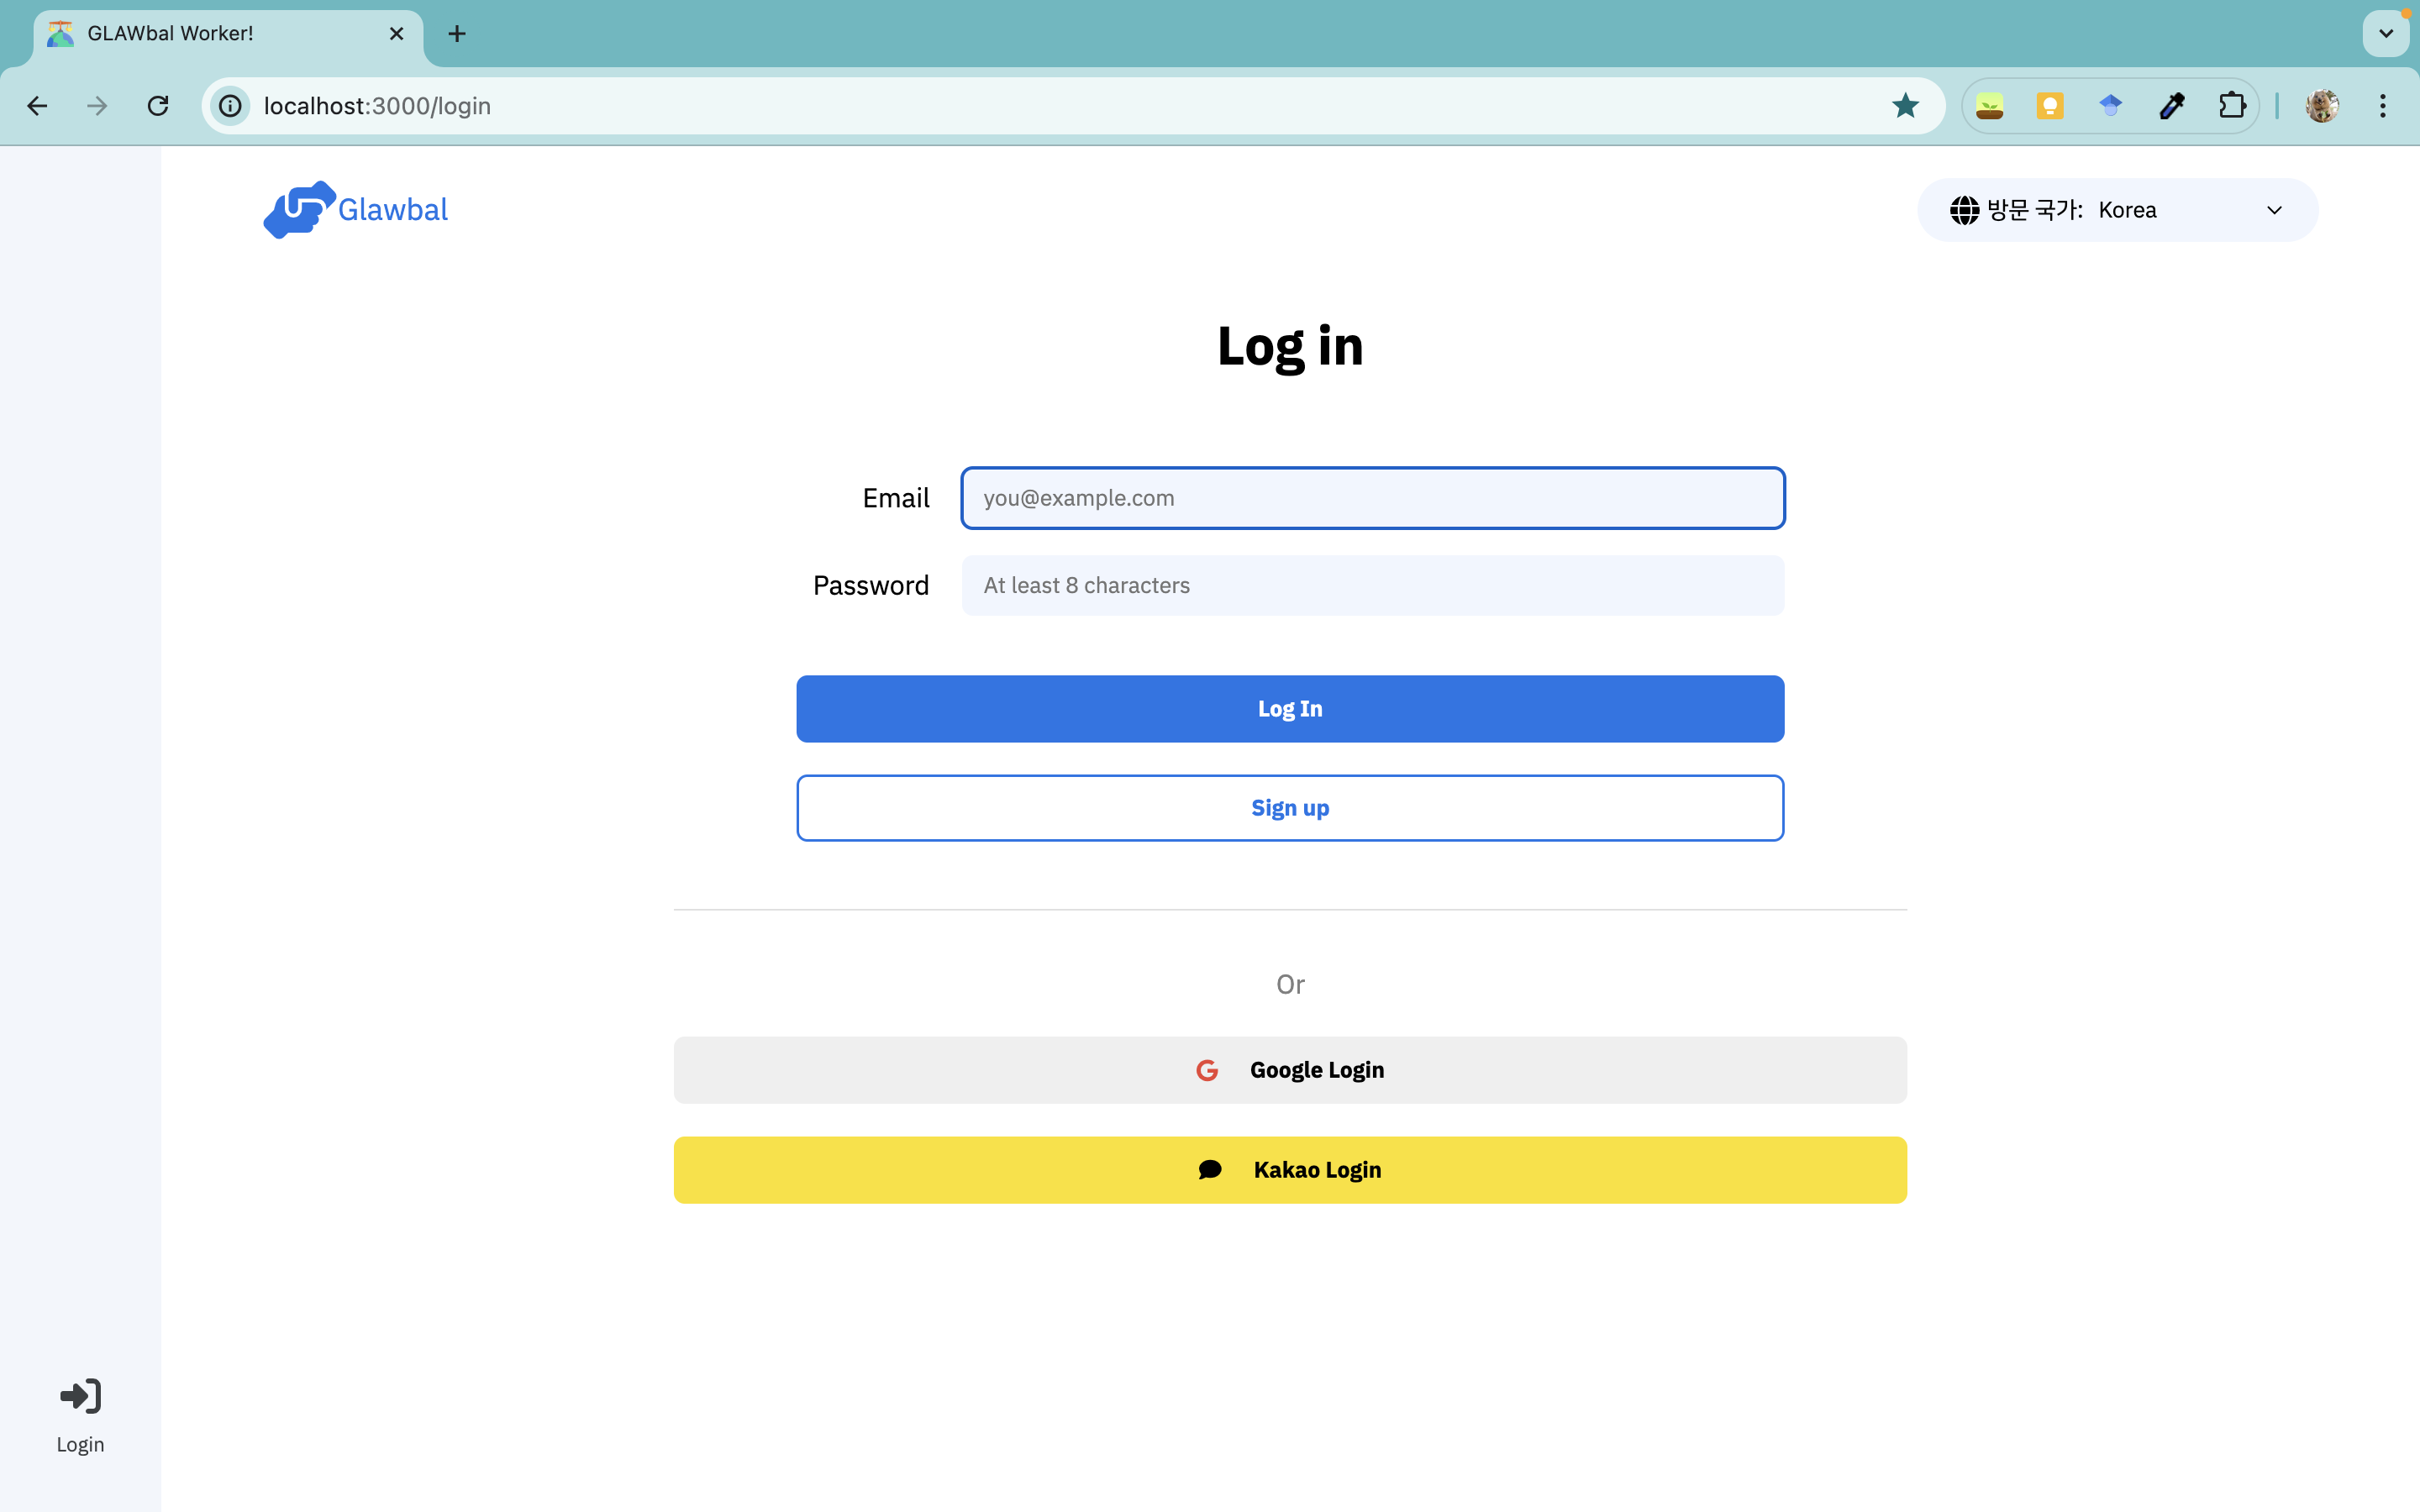 GLAWbal Worker!
localhost:3000/login
Glawbal
방문 국가: Korea
Log in
Email you@example.com
Password At least 8 characters
Log In
Sign up
Or
G Google Login
Kakao Login
Login